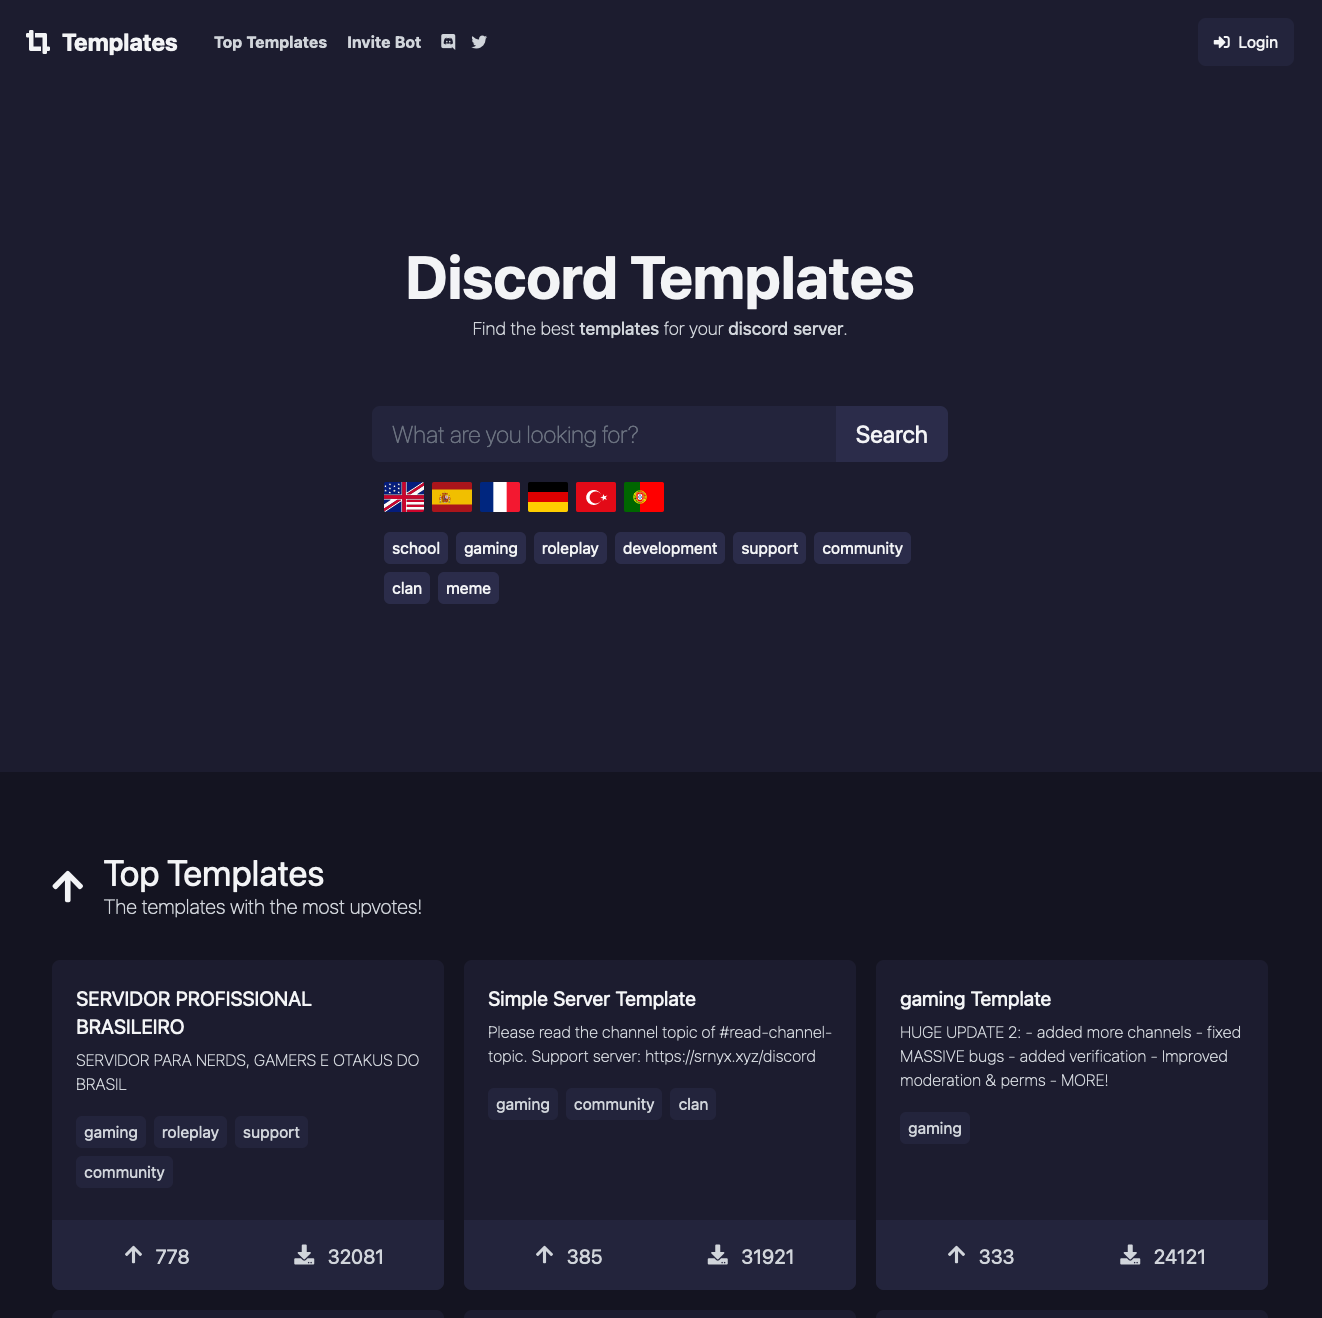 Templates
Top Templates
Invite Bot
Login
Discord Templates
Find the best templates for your discord server.
What are you looking for?
Search
school gaming roleplay development support community
clan meme
Top Templates
The templates with the most upvotes!
SERVIDOR PROFISSIONAL
BRASILEIRO
SERVIDOR PARA NERDS, GAMERS E OTAKUS DO
BRASIL
gaming roleplay support
community
778 32081
Simple Server Template
Please read the channel topic of #read-channel-
topic. Support server: https://srnyx.xyz/discord
gaming community clan
385 31921
gaming Template
HUGE UPDATE 2: - added more channels - fixed
MASSIVE bugs - added verification - Improved
moderation & perms - MORE!
gaming
333 24121